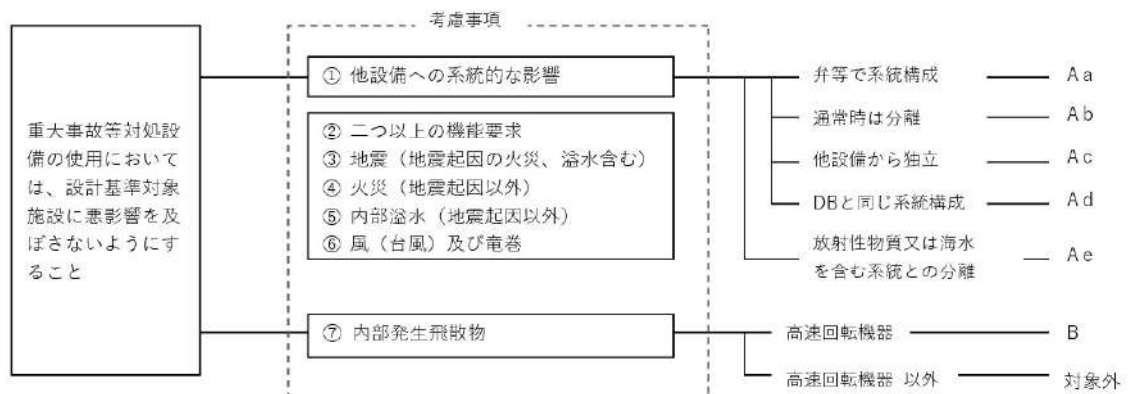 考慮事項
重大事故等対処設
備の使用において
は、設計基準対象
施設に悪影響を及
ぼさないようにす
ること
① 他設備への系統的な影響
② 二つ以上の機能要求
③ 地震（地震起因の火災、溢水含む）
④ 火災（地震起因以外）
⑤ 内部溢水（地震起因以外）
⑥ 風（台風）及び竜巻
⑦ 内部発生飛散物
弁等で系統構成 Aa
通常時は分離 Ab
他設備から独立 Ac
DBと同じ系統構成 Ad
放射性物質又は海水
を含む系統との分離 Ae
高速回転機器 B
高速回転機器 以外 対象外